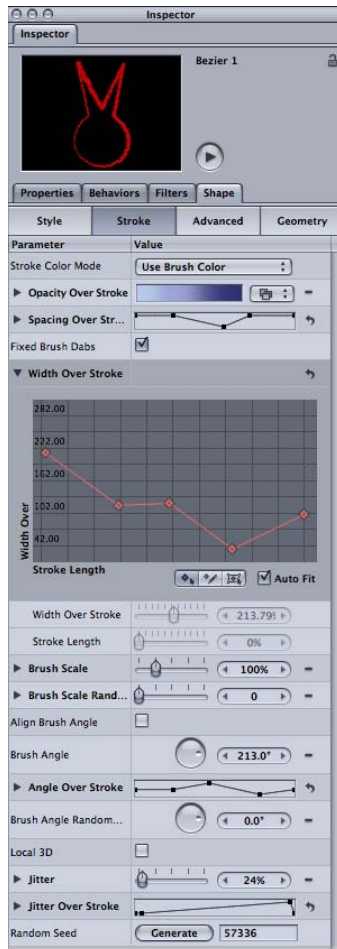 Inspector
Inspector
Bezier 1
Properties Behaviors Filters Shape
Style Stroke Advanced Geometry
Parameter Value
Stroke Color Mode Use Brush Color
Opacity Over Stroke
Spacing Over Str...
Fixed Brush Dabs
Width Over Stroke
282.00
222.00
162.00
102.00
42.00
Width Over
Stroke Length Auto Fit
Width Over Stroke 213.79%
Stroke Length 0%
Brush Scale 100%
Brush Scale Rand... 0
Align Brush Angle
Brush Angle 213.0°
Angle Over Stroke
Brush Angle Random... 0.0°
Local 3D
Jitter 24%
Jitter Over Stroke
Random Seed Generate 57336